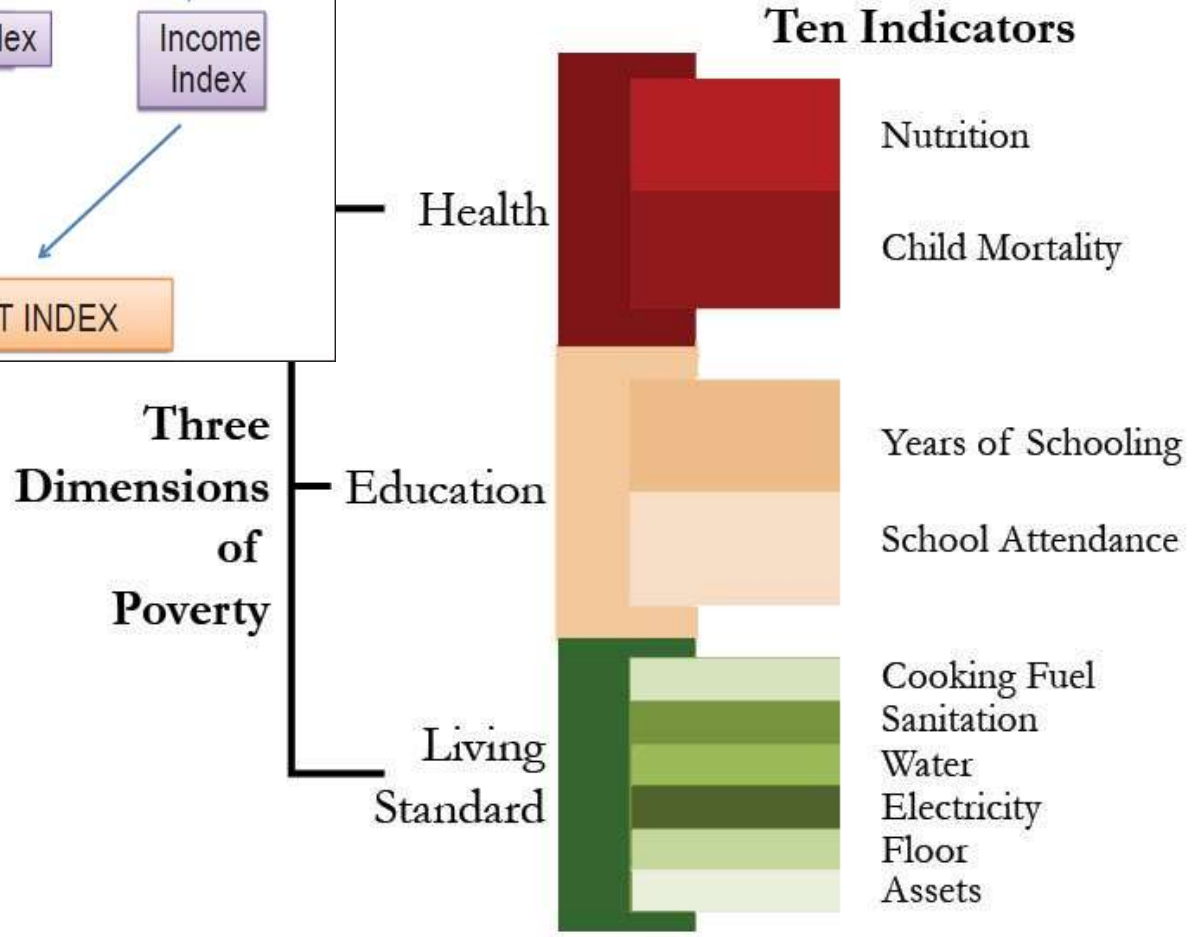 Ten Indicators
Income
Index
T INDEX
Nutrition
Health
Child Mortality
Three
Dimensions
of
Poverty
Education
Years of Schooling
School Attendance
Living
Standard
Cooking Fuel
Sanitation
Water
Electricity
Floor
Assets